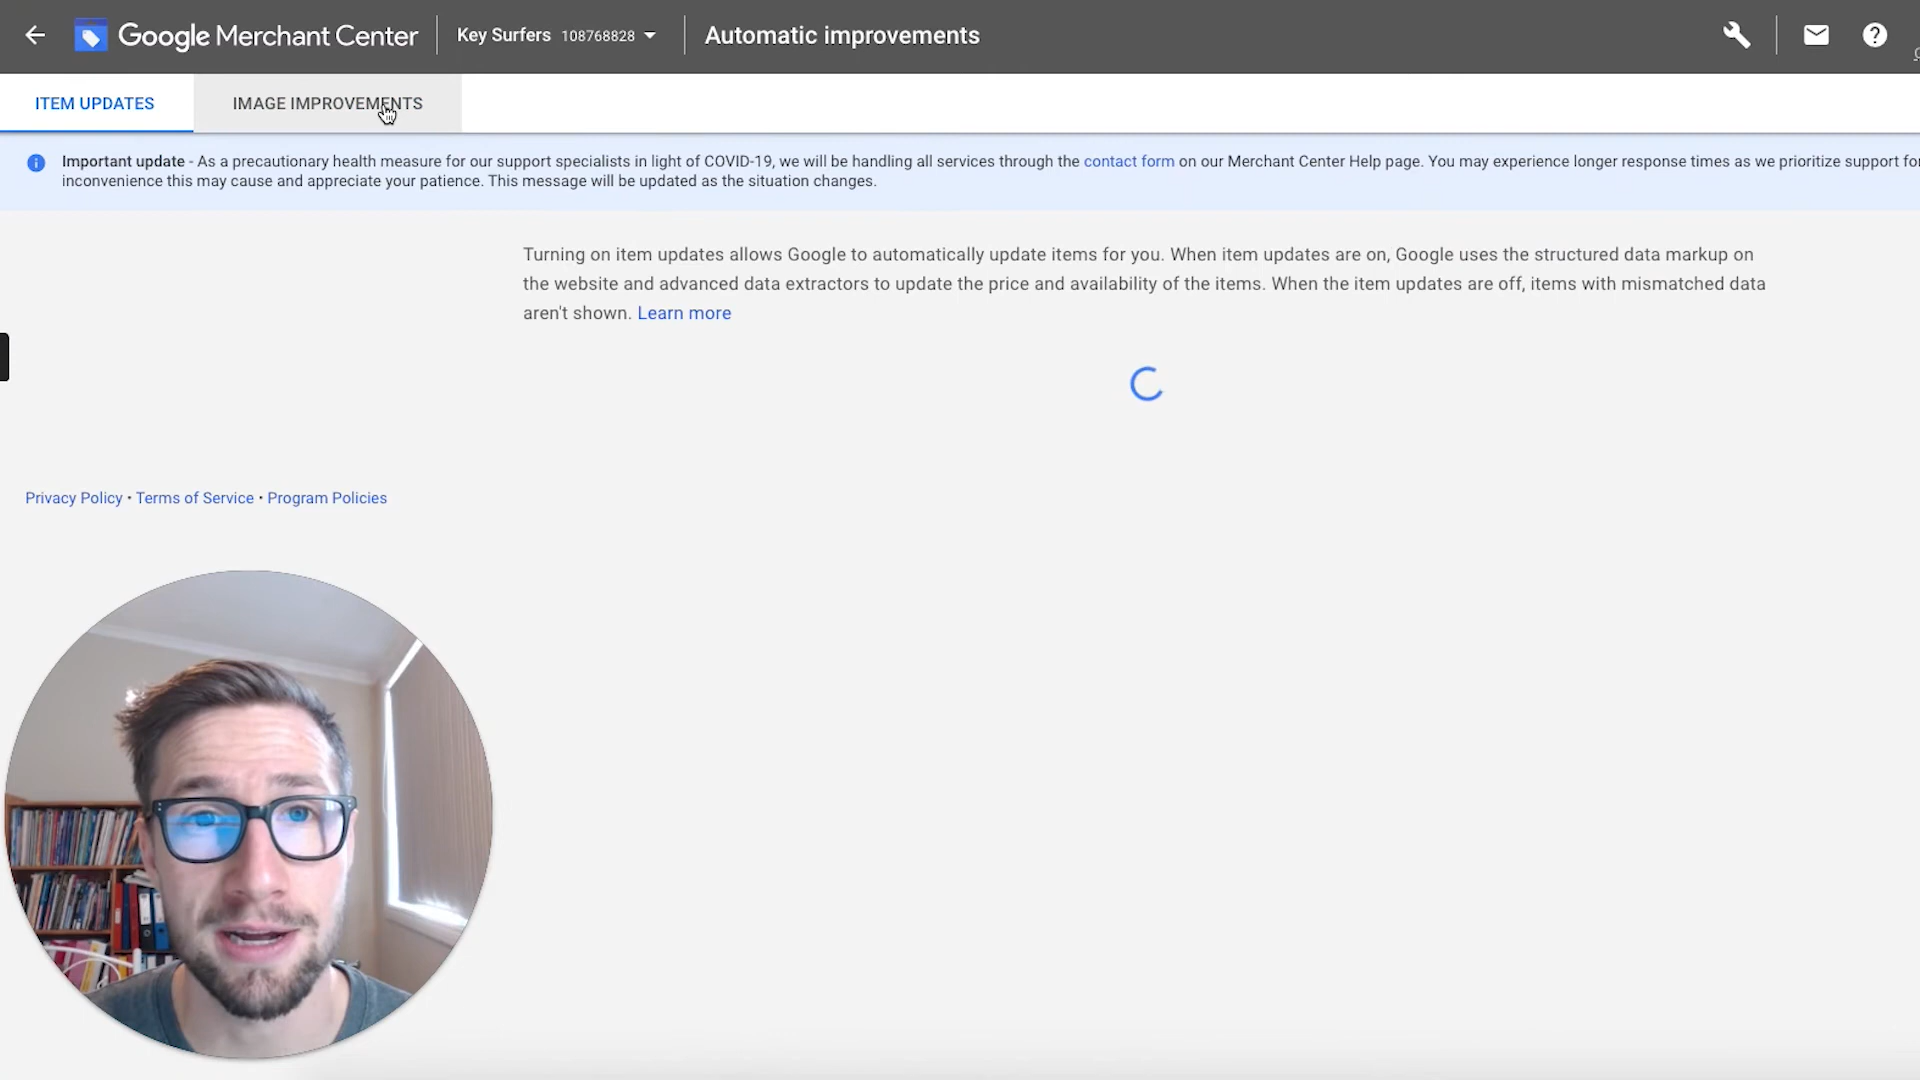 Google Merchant Center
Key Surfers 108768828
Automatic improvements
ITEM UPDATES
IMAGE IMPROVEMENTS
Important update - As a precautionary health measure for our support specialists in light of COVID-19, we will be handling all services through the contact form on our Merchant Center Help page. You may experience longer response times as we prioritize support
inconvenience this may cause and appreciate your patience. This message will be updated as the situation changes.
Turning on item updates allows Google to automatically update items for you. When item updates are on, Google uses the structured data markup on
the website and advanced data extractors to update the price and availability of the items. When the item updates are off, items with mismatched data
aren't shown. Learn more
Privacy Policy • Terms of Service • Program Policies